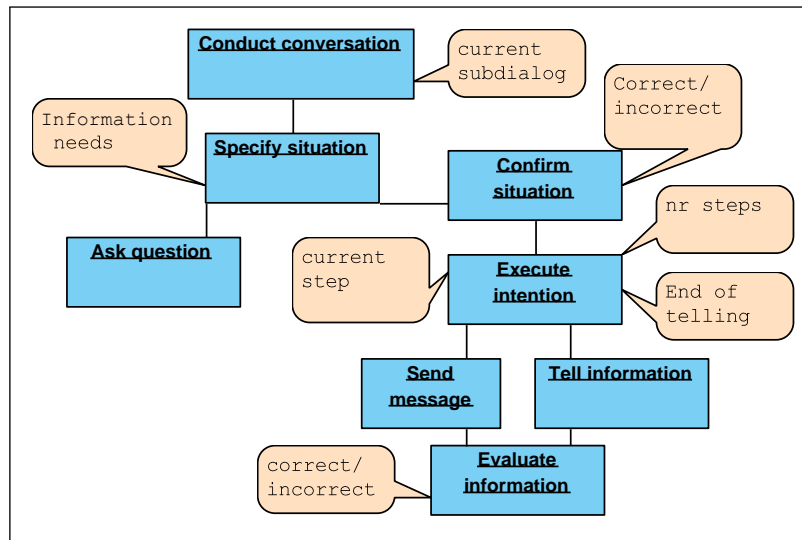 Conduct conversation
current
subdialog
Correct/
incorrect
Information
needs
Specify situation
Confirm
situation
nr steps
Ask question
current
step
Execute
intention
End of
telling
Send
message
Tell information
correct/
incorrect
Evaluate
information